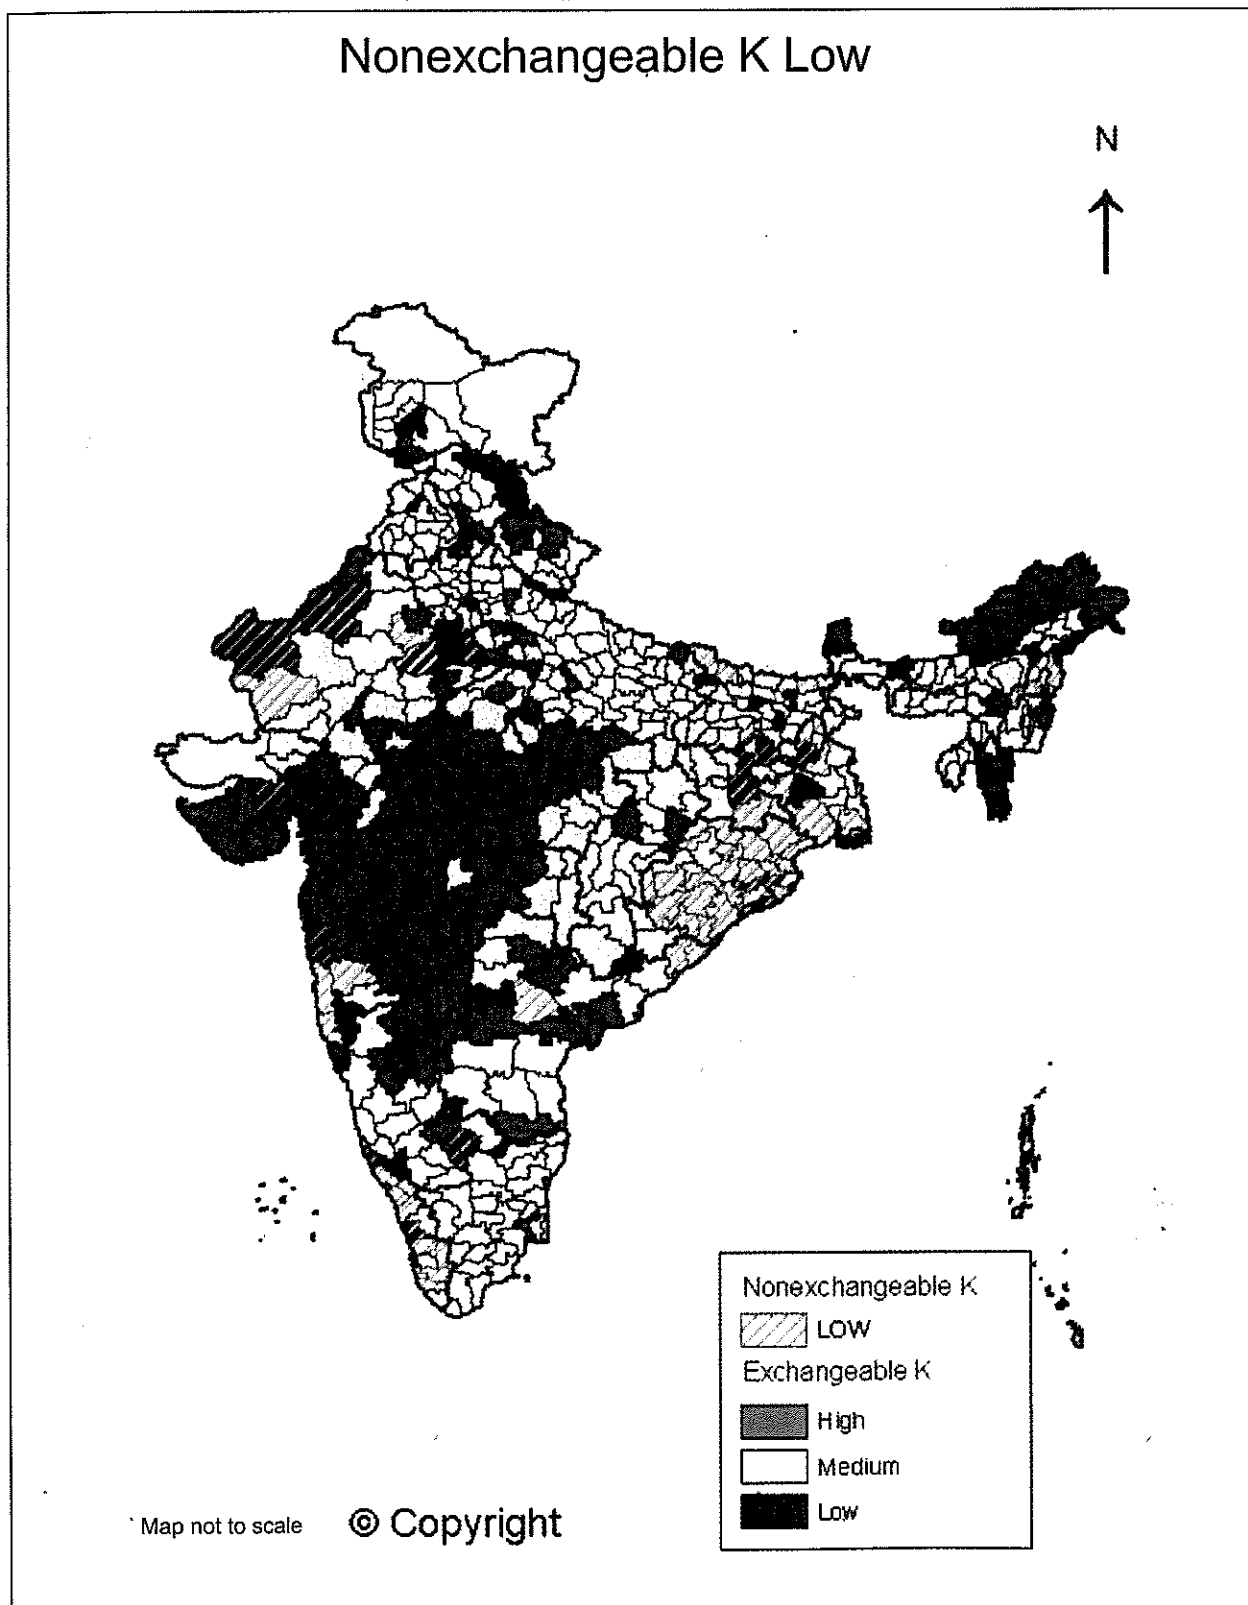 Nonexchangeable K Low
N
Nonexchangeable K
LOW
Exchangeable K
High
Medium
Low
* Map not to scale
© Copyright